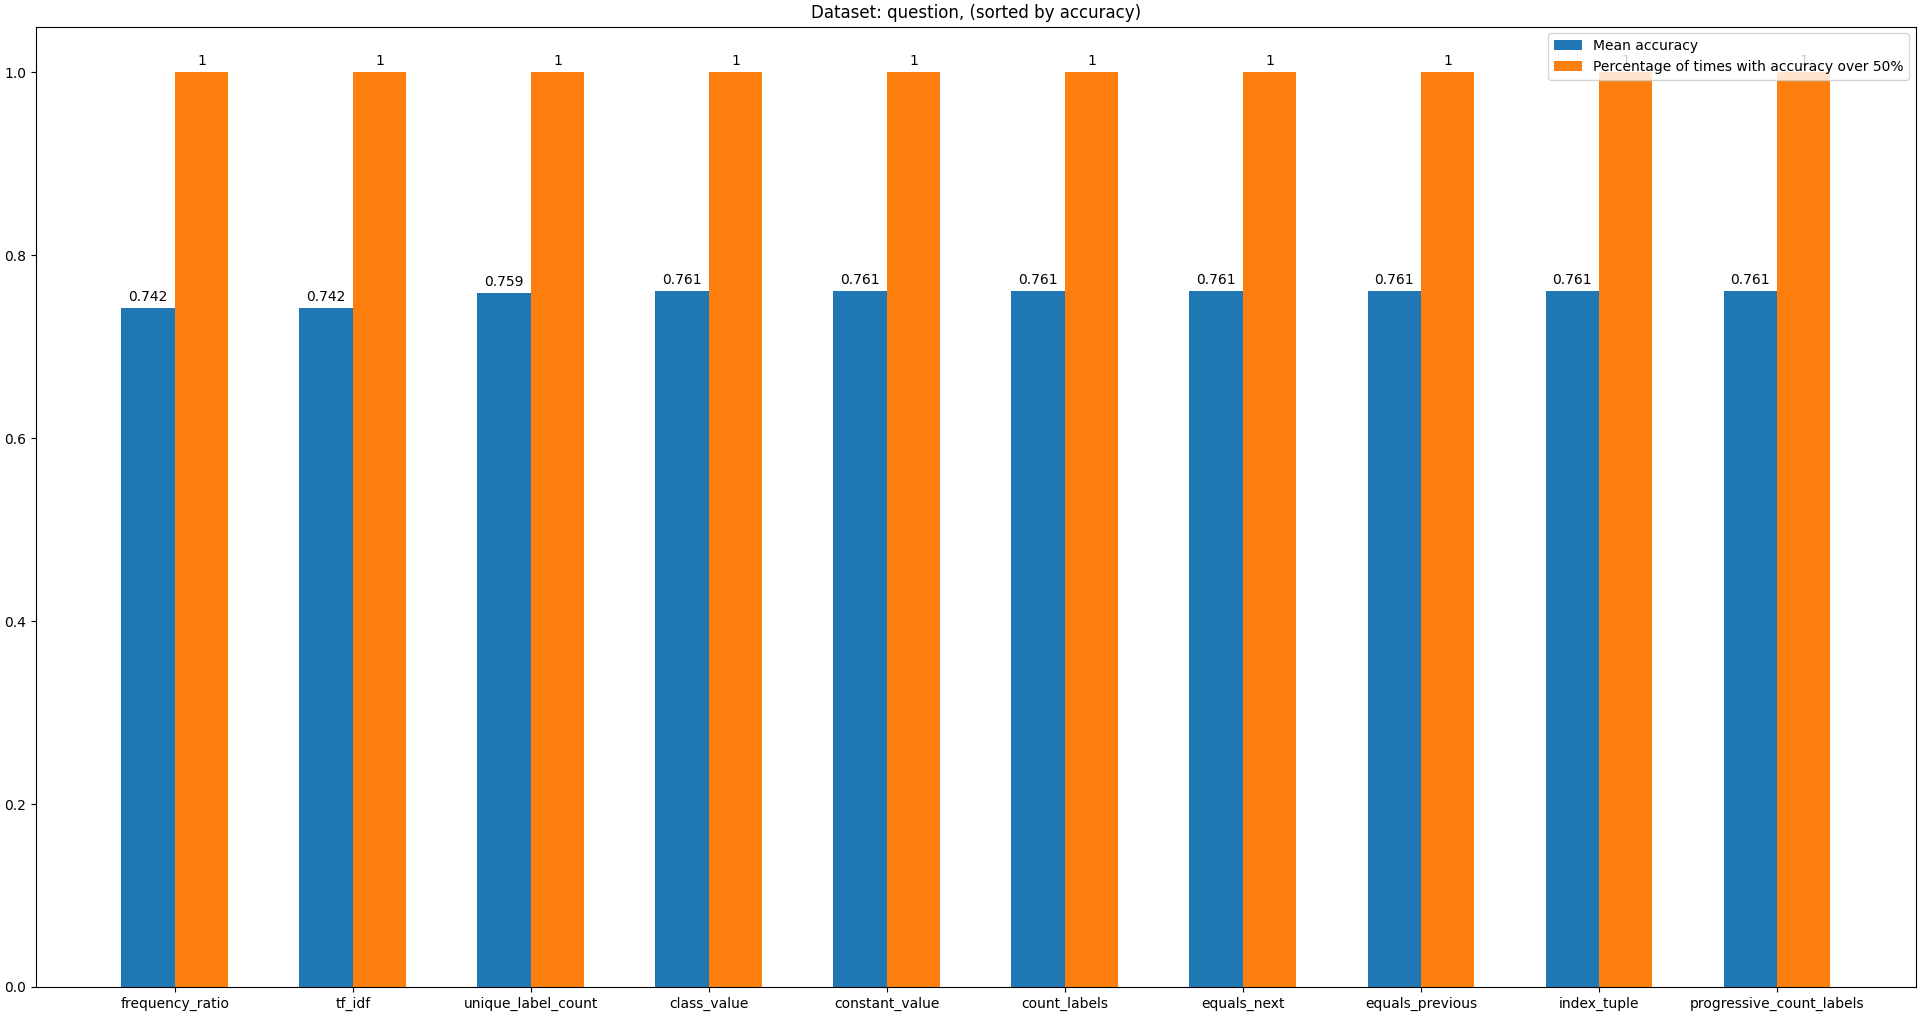 Dataset: question, (sorted by accuracy)
Mean accuracy
Percentage of times with accuracy over 50%
1 1 1 1 1 1 1 1 1 1
1.0
0.8
0.742 0.742 0.759 0.761 0.761 0.761 0.761 0.761 0.761 0.761
0.6
0.4
0.2
0.0
frequency_ratio tf_idf unique_label_count class_value constant_value count_labels equals_next equals_previous index_tuple progressive_count_labels